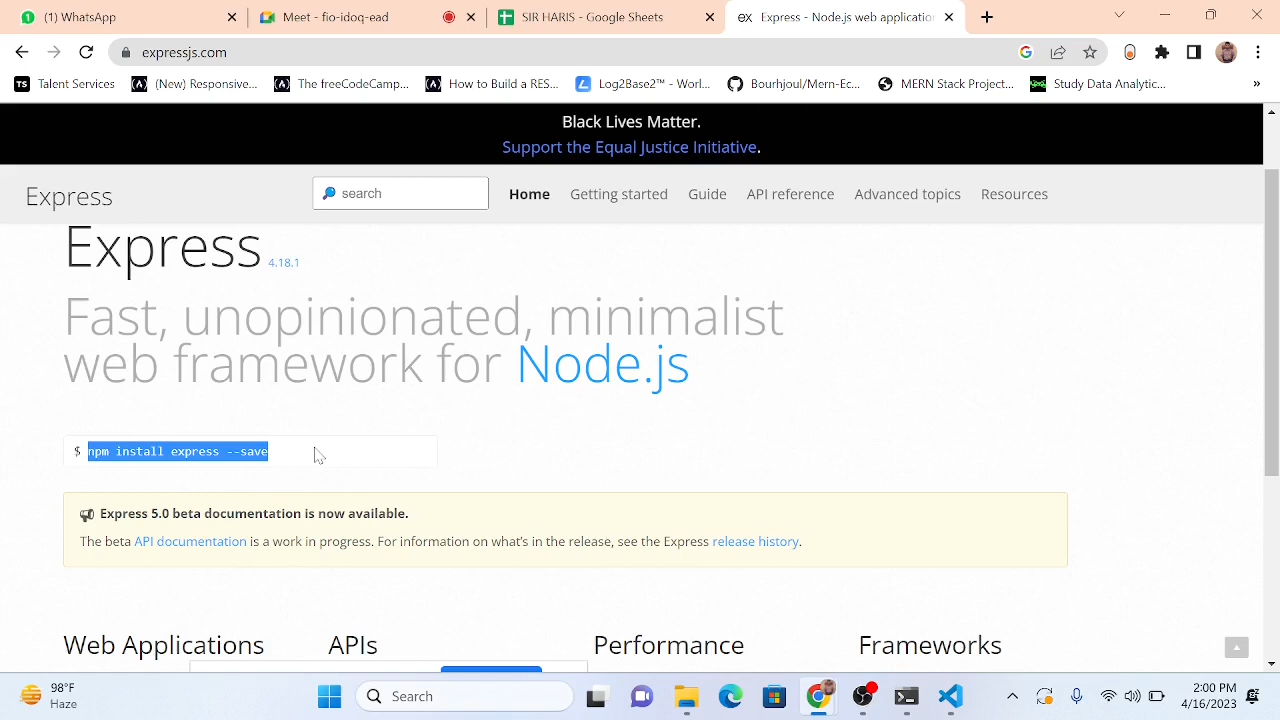 (1) WhatsApp
Meet - fio-idoq-ead
SIR HARIS - Google Sheets
Express - Node.js web application
expressjs.com
TS Talent Services
(New) Responsive...
The freeCodeCamp...
How to Build a RES...
Log2Base2™ - Worl...
Bourhjoul/Mern-Ec...
MERN Stack Project...
Study Data Analytic...
»
Black Lives Matter.
Support the Equal Justice Initiative.
Express
search
Home
Getting started
Guide
API reference
Advanced topics
Resources
Express 4.18.1
Fast, unopinionated, minimalist
web framework for Node.js
$ npm install express --save
Express 5.0 beta documentation is now available.
The beta API documentation is a work in progress. For information on what's in the release, see the Express release history.
Web Applications
APIs
Performance
Frameworks
98°F
Haze
Search
2:00 PM
4/16/2023